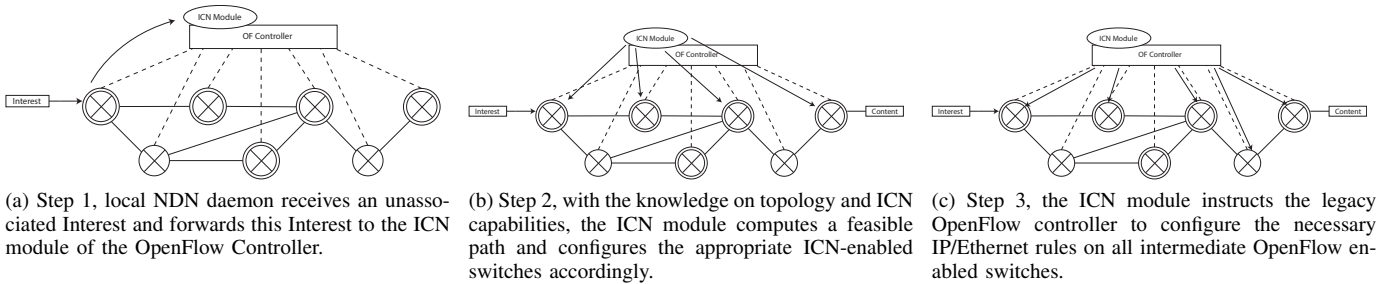 ICN Module
OF Controller
Interest
ICN Module
OF Controller
Interest
Content
ICN Module
OF Controller
Interest
Content
(a) Step 1, local NDN daemon receives an unasso-
ciated Interest and forwards this Interest to the ICN
module of the OpenFlow Controller.
(b) Step 2, with the knowledge on topology and ICN
capabilities, the ICN module computes a feasible
path and configures the appropriate ICN-enabled
switches accordingly.
(c) Step 3, the ICN module instructs the legacy
OpenFlow controller to configure the necessary
IP/Ethernet rules on all intermediate OpenFlow en-
abled switches.